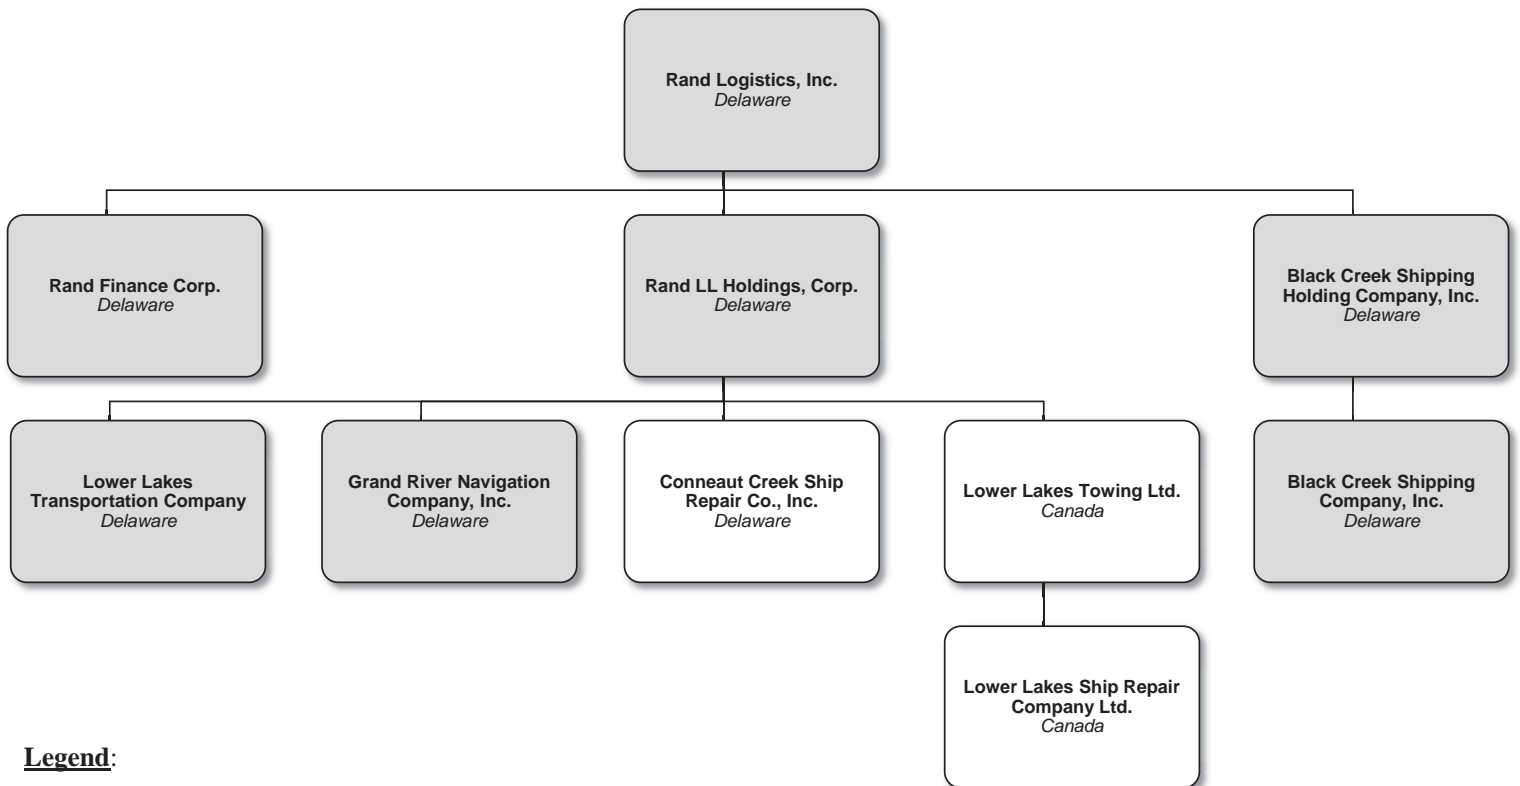 Rand Logistics, Inc.
Delaware
Rand Finance Corp.
Delaware
Rand LL Holdings, Corp.
Delaware
Black Creek Shipping
Holding Company, Inc.
Delaware
Lower Lakes
Transportation Company
Delaware
Grand River Navigation
Company, Inc.
Delaware
Conneaut Creek Ship
Repair Co., Inc.
Delaware
Lower Lakes Towing Ltd.
Canada
Black Creek Shipping
Company, Inc.
Delaware
Lower Lakes Ship Repair
Company Ltd.
Canada
Legend: